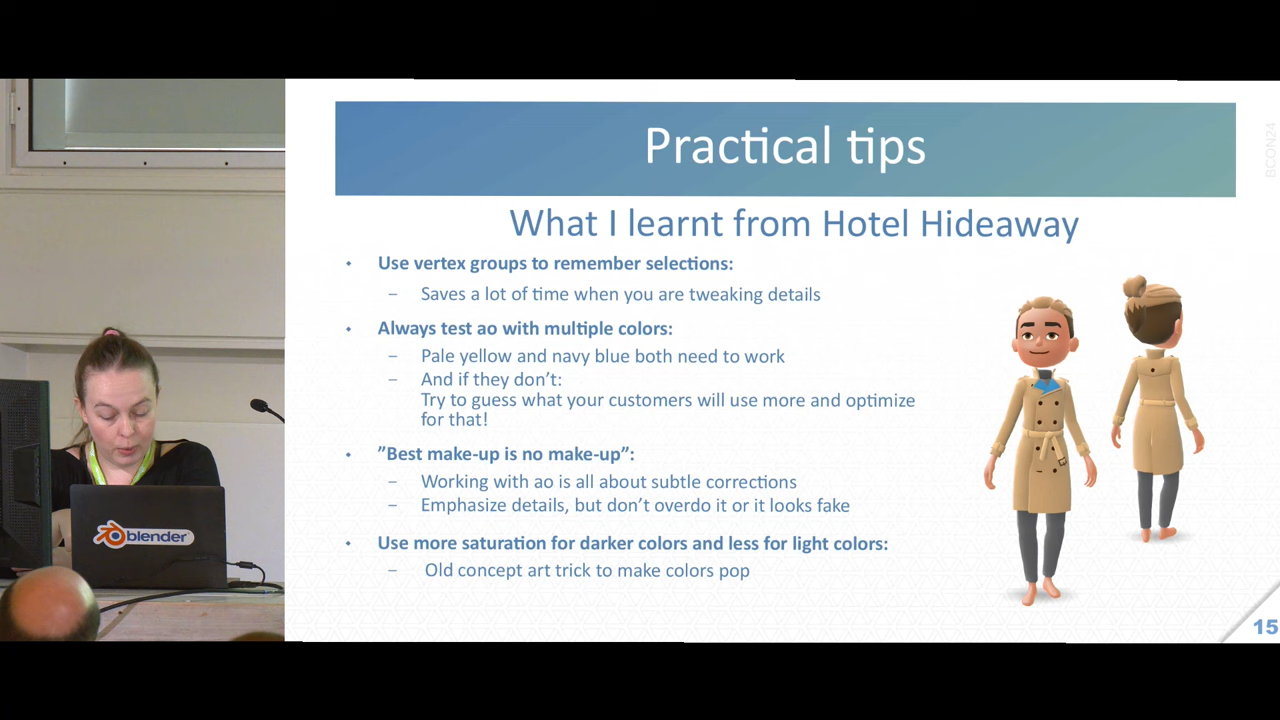 Practical tips
BCON24
What I learnt from Hotel Hideaway
• Use vertex groups to remember selections:
– Saves a lot of time when you are tweaking details
• Always test ao with multiple colors:
– Pale yellow and navy blue both need to work
– And if they don't:
Try to guess what your customers will use more and optimize
for that!
• ”Best make-up is no make-up”:
– Working with ao is all about subtle corrections
– Emphasize details, but don't overdo it or it looks fake
• Use more saturation for darker colors and less for light colors:
– Old concept art trick to make colors pop
blender
15